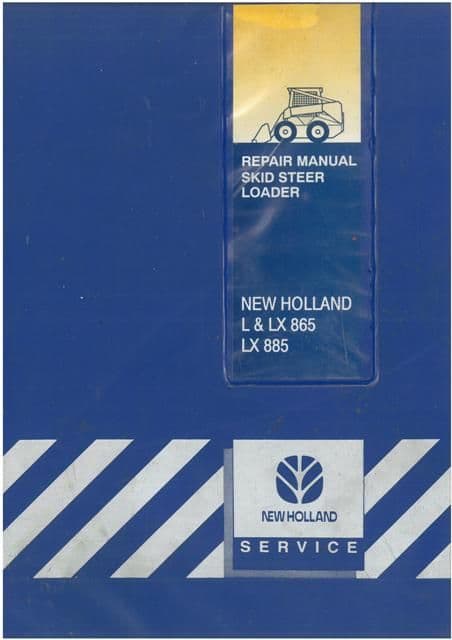 REPAIR MANUAL
SKID STEER
LOADER
NEW HOLLAND
L & LX 865
LX 885
NEW HOLLAND
SERVICE